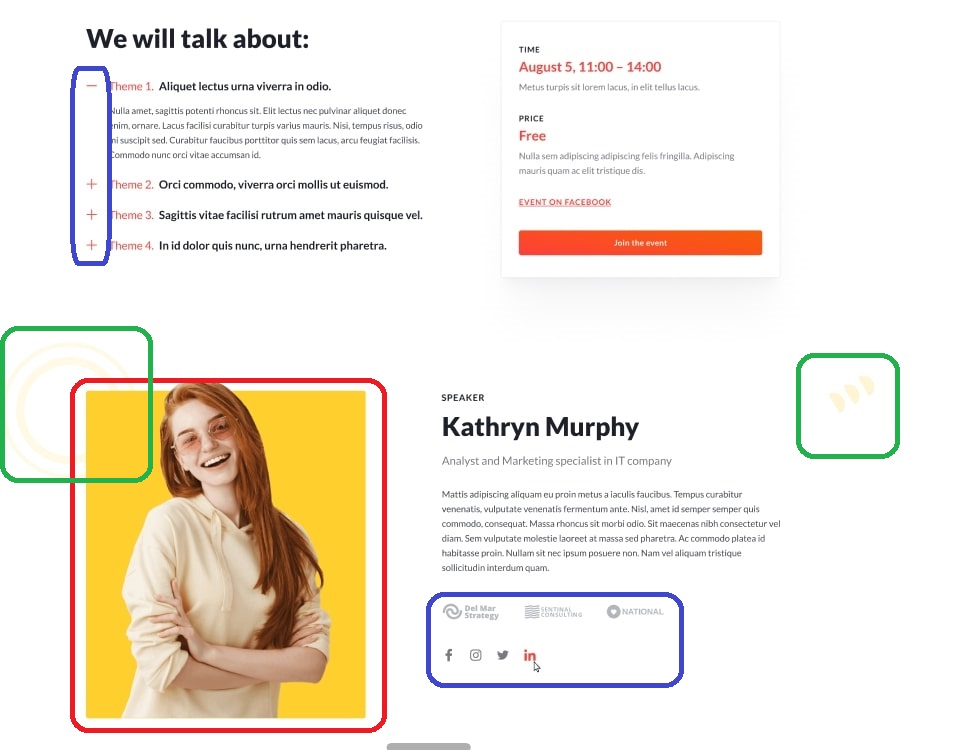 We will talk about:
Theme 1. Aliquet lectus urna viverra in odio.
Nulla amet, sagittis potenti rhoncus sit. Elit lectus nec pulvinar aliquet donec
enim, ornare. Lacus facilisi curabitur turpis varius mauris. Nisi, tempus risus, odio
mi suscipit sed. Curabitur faucibus porttitor quis sem lacus, arcu feugiat facilisis.
Commodo nunc orci vitae accumsan id.
Theme 2. Orci commodo, viverra orci mollis ut euismod.
Theme 3. Sagittis vitae facilisi rutrum amet mauris quisque vel.
Theme 4. In id dolor quis nunc, urna hendrerit pharetra.
TIME
August 5, 11:00 – 14:00
Metus turpis sit lorem lacus, in elit tellus lacus.
PRICE
Free
Nulla sem adipiscing adipiscing felis fringilla. Adipiscing
mauris quam ac elit tristique dis.
EVENT ON FACEBOOK
Join the event
SPEAKER
Kathryn Murphy
Analyst and Marketing specialist in IT company
Mattis adipiscing aliquam eu proin metus a iaculis faucibus. Tempus curabitur
venenatis, vulputate venenatis fermentum ante. Nisl, amet id semper semper quis
commodo, consequat. Massa rhoncus sit morbi odio. Sit maecenas nibh consectetur vel
diam. Sem vulputate molestie laoreet at massa sed pharetra. Ac commodo platea id
habitasse proin. Nullam sit nec ipsum posuere non. Nam vel aliquam tristique
sollicitudin interdum quam.
Del Mar
Strategy
SENTINAL
CONSULTING
NATIONAL
in